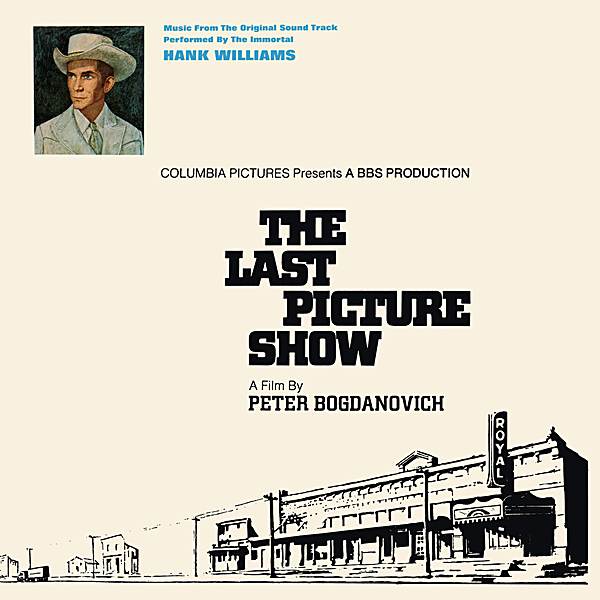 Music From The Original Sound Track
Performed By The Immortal
HANK WILLIAMS
COLUMBIA PICTURES Presents A BBS PRODUCTION
THE
LAST
PICTURE
SHOW
A Film By
PETER BOGDANOVICH
ROYAL